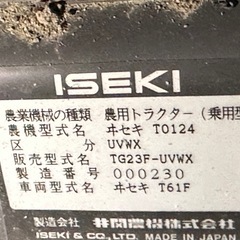 ISEKI
農業機械の種類 農用トラクター(乗用型
農機型式名 ヰセキ TO124
区分 UVWX
販売型式名 TG23F-UVWX
製造番号 000230
車両型式名 ヰセキ T61F
製造会社 井関農機株式会社
ISEKI & CO., LTD. MADE IN JAPAN